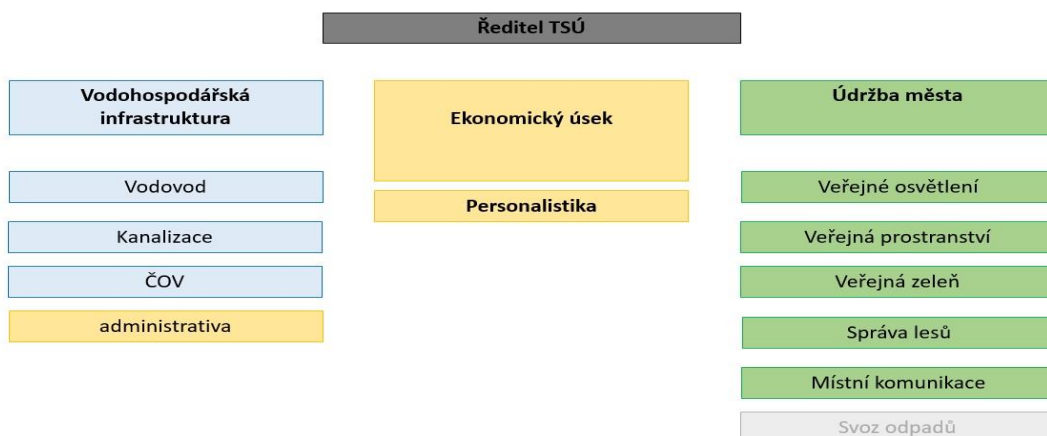 Ředitel TSÚ
Vodohospodářská
infrastruktura
Vodovod
Kanalizace
ČOV
administrativa
Ekonomický úsek
Personalistika
Údržba města
Veřejné osvětlení
Veřejná prostranství
Veřejná zeleň
Správa lesů
Místní komunikace
Svoz odpadů